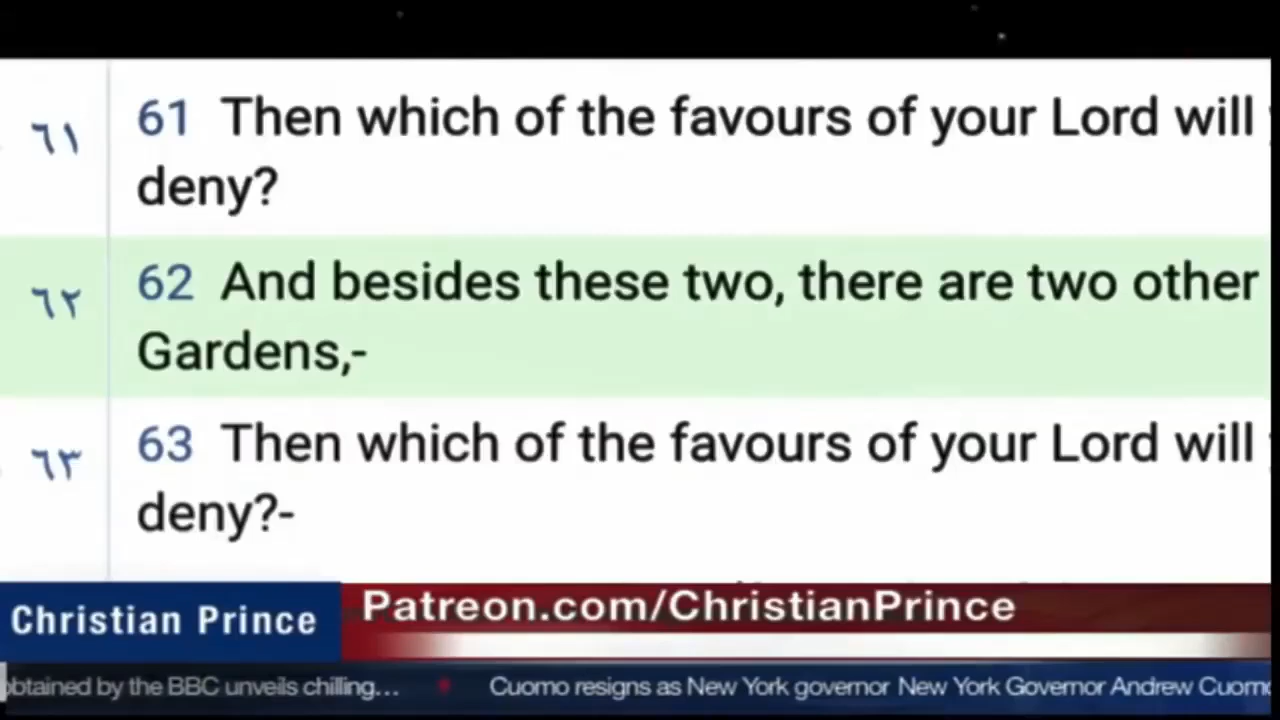 ٦١ 61 Then which of the favours of your Lord will
deny?
٦٢ 62 And besides these two, there are two other
Gardens,-
٦٣ 63 Then which of the favours of your Lord will
deny?-
Christian Prince Patreon.com/ChristianPrince
obtained by the BBC unveils chilling... Cuomo resigns as New York governor New York Governor Andrew Cuomo